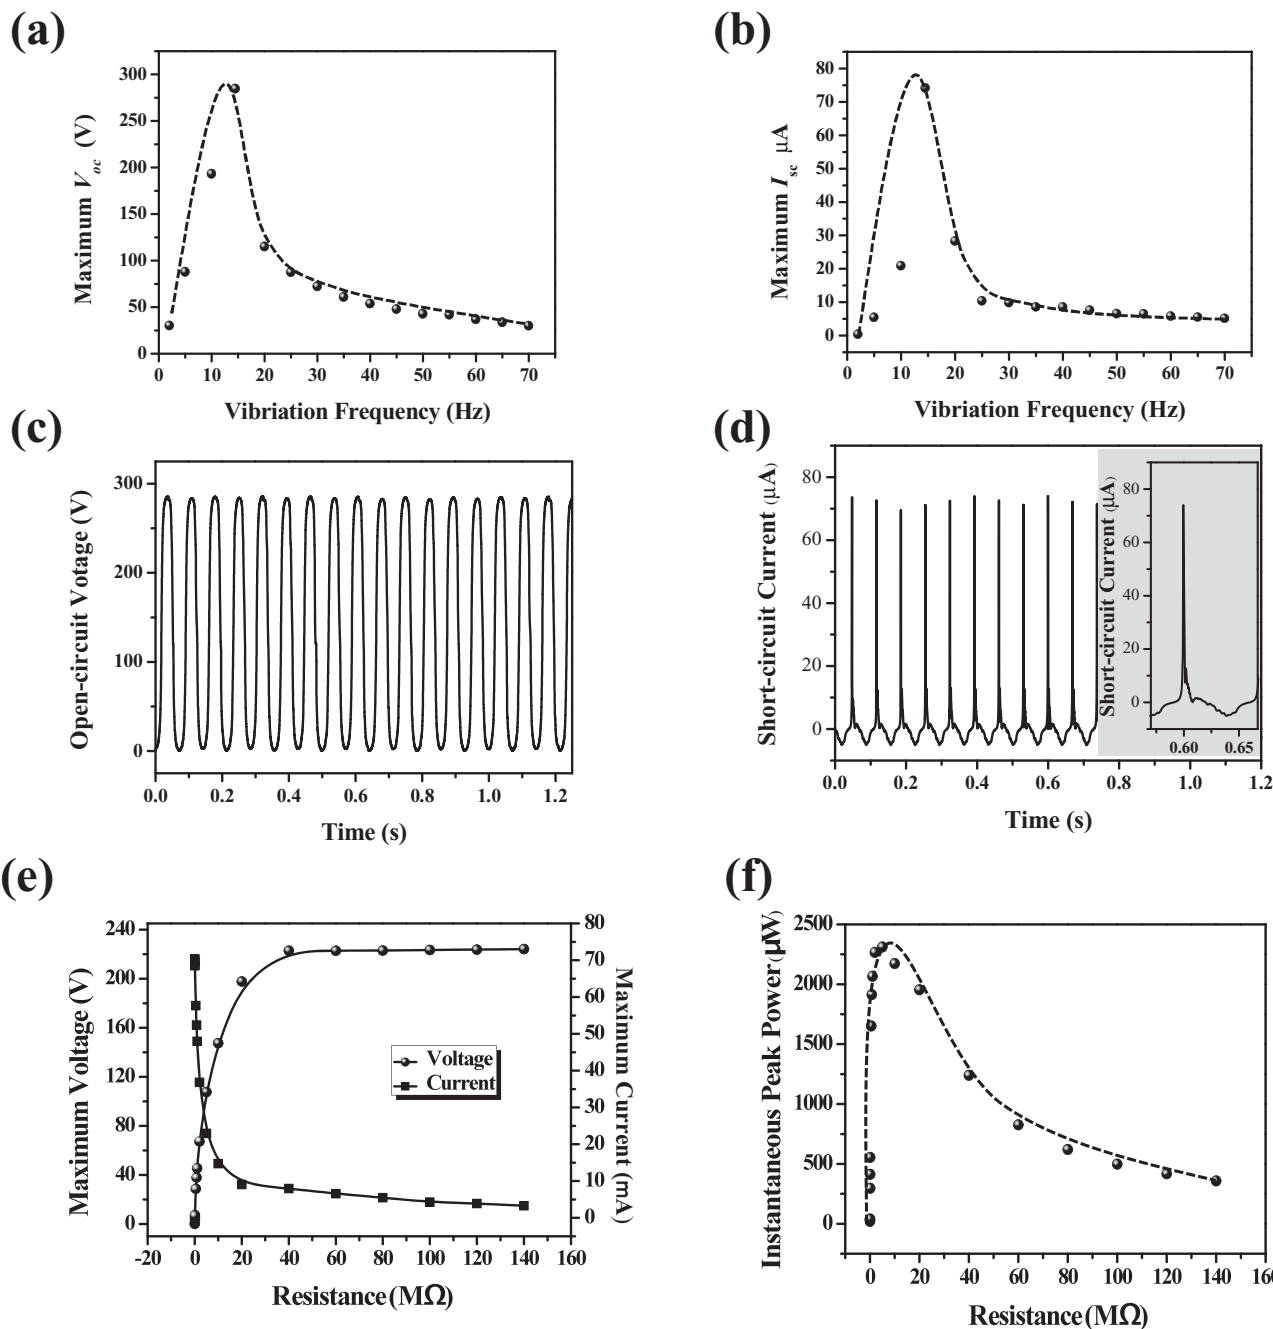 (a)
Maximum Voc (V)
300
250
200
150
100
50
0
0 10 20 30 40 50 60 70
Vibriation Frequency (Hz)
(b)
Maximum Isc μA
80
70
60
50
40
30
20
10
0
0 10 20 30 40 50 60 70
Vibriation Frequency (Hz)
(c)
Open-circuit Votage (V)
300
200
100
0
0.0 0.2 0.4 0.6 0.8 1.0 1.2
Time (s)
(d)
Short-circuit Current (μA)
80
60
40
20
0
0.0 0.2 0.4 0.6 0.8 1.0 1.2
Time (s)
Short-circuit Current (μA)
80
60
40
20
0
0.60 0.65
(e)
Maximum Voltage (V)
240
200
160
120
80
40
0
-20 0 20 40 60 80 100 120 140 160
Resistance (MΩ)
Voltage
Current
80
70
60
50
40
30
20
10
0
Maximum Current (mA)
(f)
Instantaneous Peak Power (μW)
2500
2000
1500
1000
500
0
0 20 40 60 80 100 120 140
Resistance (MΩ)